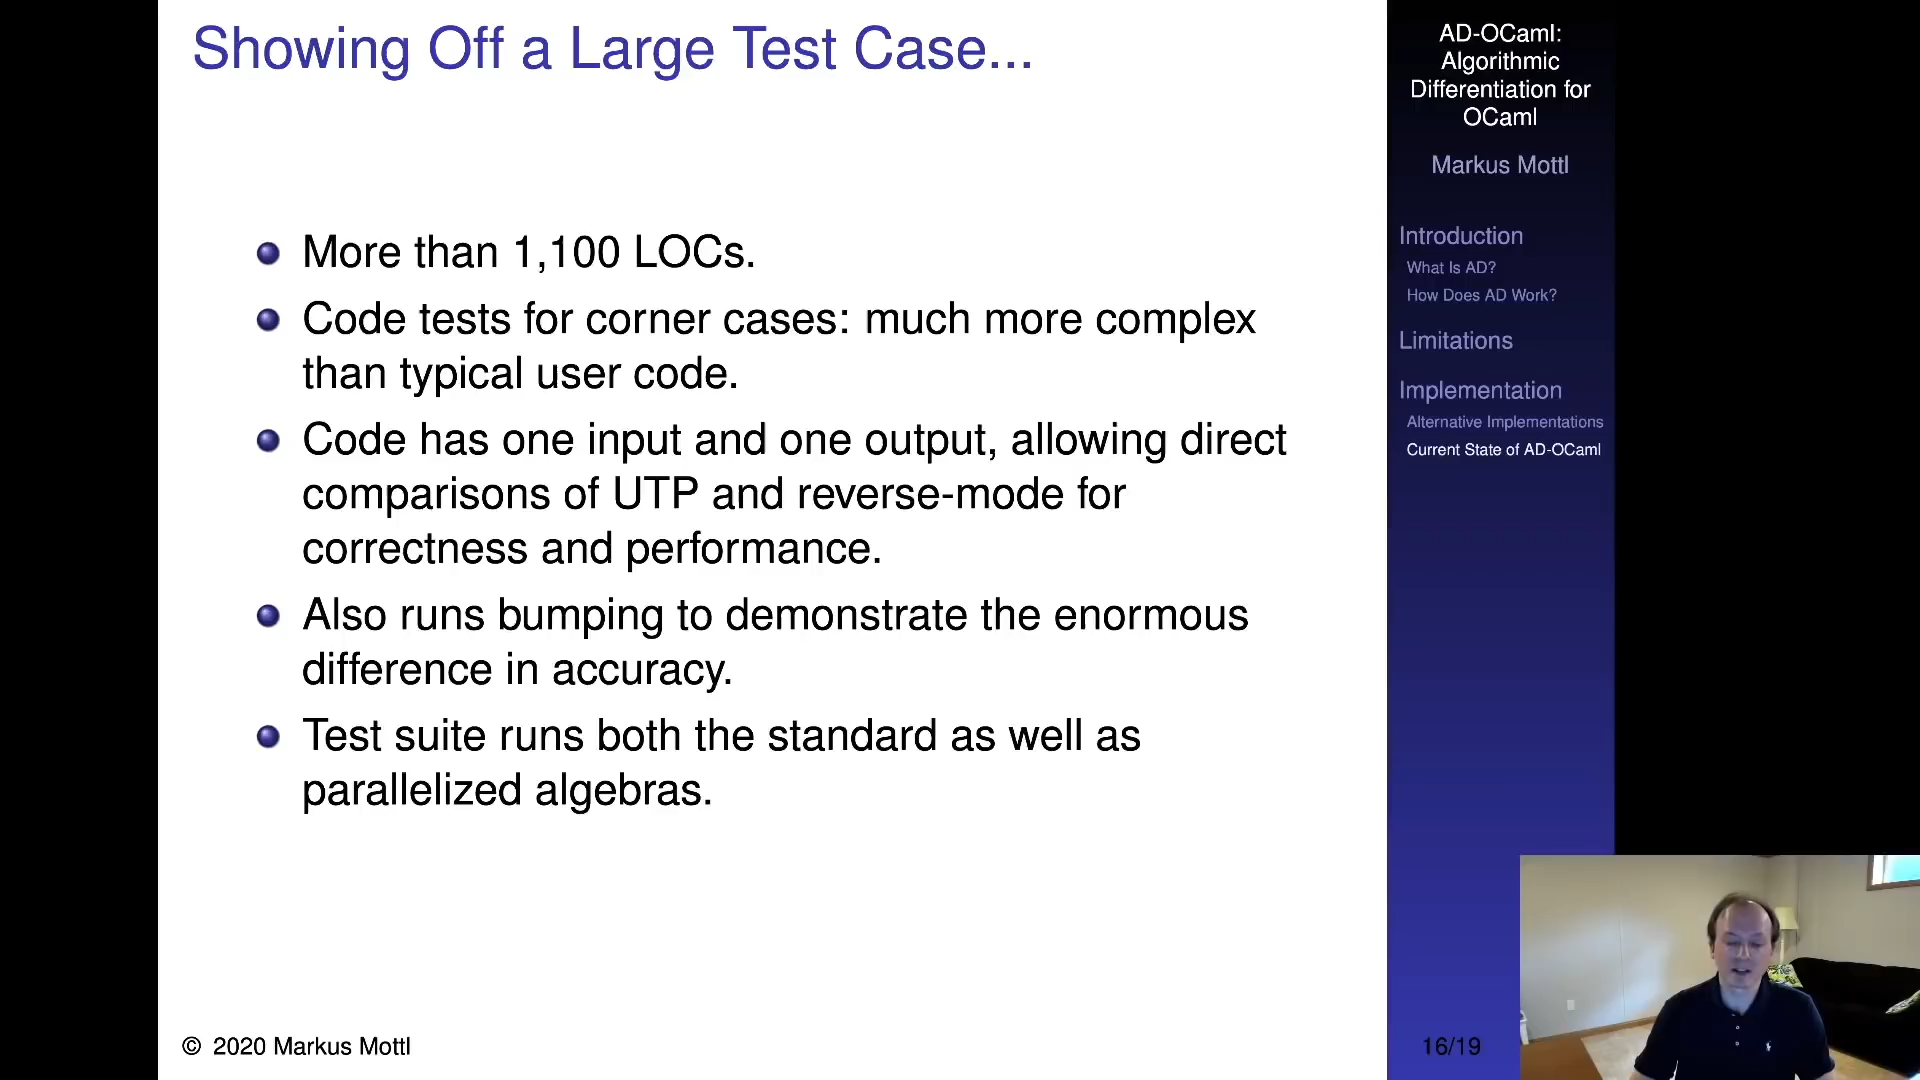 Showing Off a Large Test Case...
More than 1,100 LOCs.
Code tests for corner cases: much more complex
than typical user code.
Code has one input and one output, allowing direct
comparisons of UTP and reverse-mode for
correctness and performance.
Also runs bumping to demonstrate the enormous
difference in accuracy.
Test suite runs both the standard as well as
parallelized algebras.
© 2020 Markus Mottl
AD-OCaml:
Algorithmic
Differentiation for
OCaml
Markus Mottl
Introduction
What Is AD?
How Does AD Work?
Limitations
Implementation
Alternative Implementations
Current State of AD-OCaml
16/19